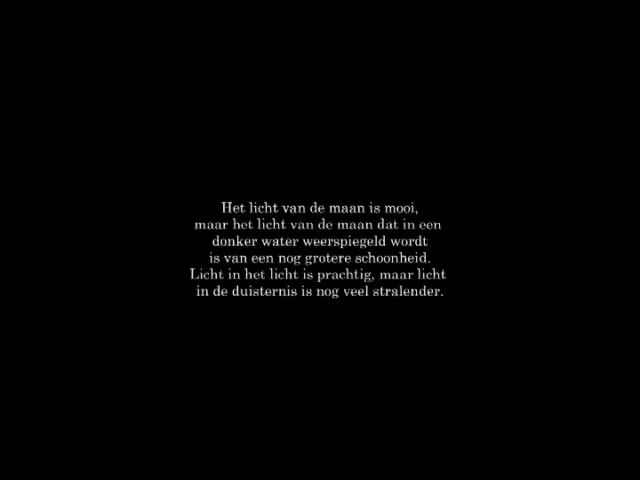 Het licht van de maan is mooi,
maar het licht van de maan dat in een
donker water weerspiegeld wordt
is van een nog grotere schoonheid.
Licht in het licht is prachtig, maar licht
in de duisternis is nog veel stralender.